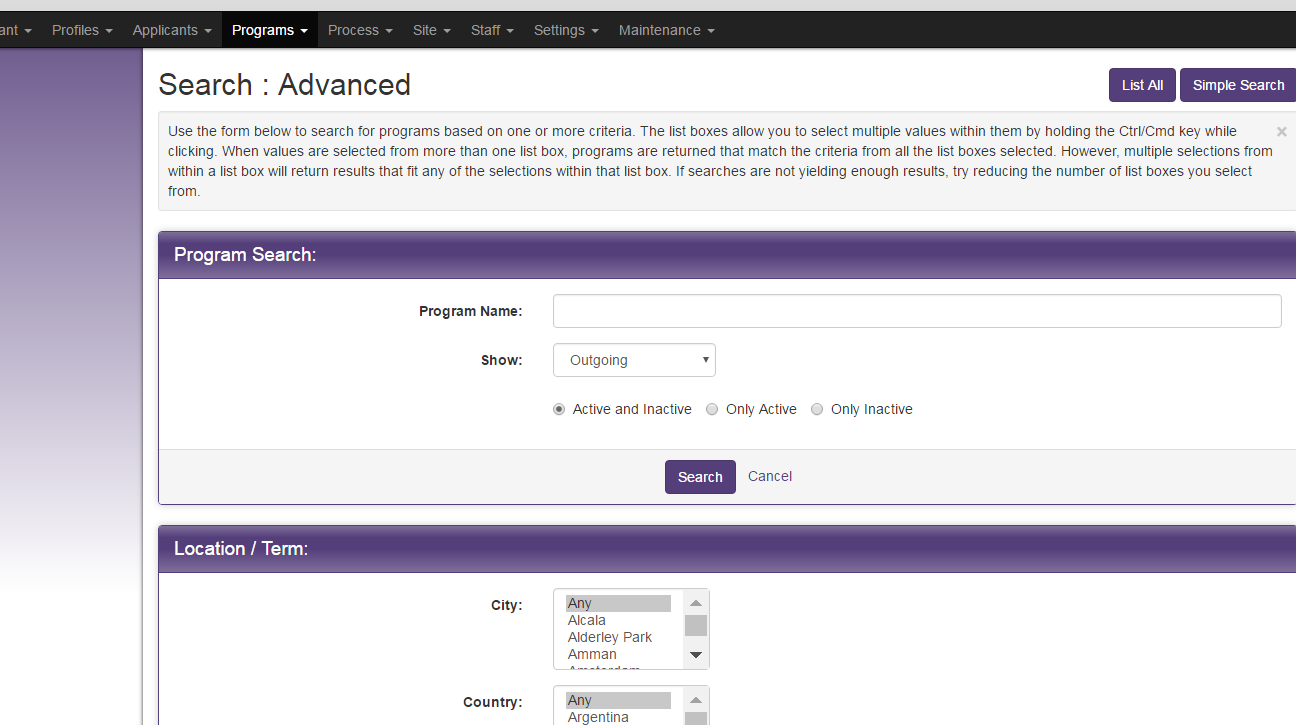 ant Profiles Applicants Programs Process Site Staff Settings Maintenance
Search : Advanced
List All Simple Search
Use the form below to search for programs based on one or more criteria. The list boxes allow you to select multiple values within them by holding the Ctrl/Cmd key while
clicking. When values are selected from more than one list box, programs are returned that match the criteria from all the list boxes selected. However, multiple selections from
within a list box will return results that fit any of the selections within that list box. If searches are not yielding enough results, try reducing the number of list boxes you select
from.
×
Program Search:
Program Name:
Show: Outgoing
Active and Inactive Only Active Only Inactive
Search Cancel
Location / Term:
City: Any
Alcala
Alderley Park
Amman
Amsterdam
Country: Any
Argentina